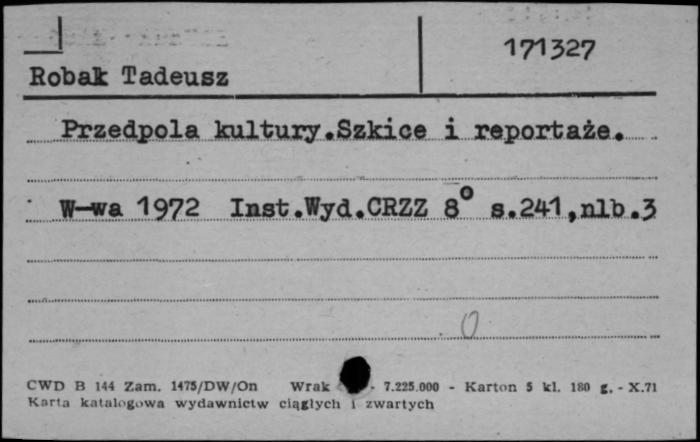 171327
Robak Tadeusz
Przedpola kultury.Szkice i reportaże.
W-wa 1972 Inst.Wyd.CRZZ 8° s.241,nlb.3
0
CWD B 144 Zam. 1475/DW/On Wrak - 7.225.000 - Karton 5 kl. 180 g. - X.71
Karta katalogowa wydawnictw ciągłych i zwartych